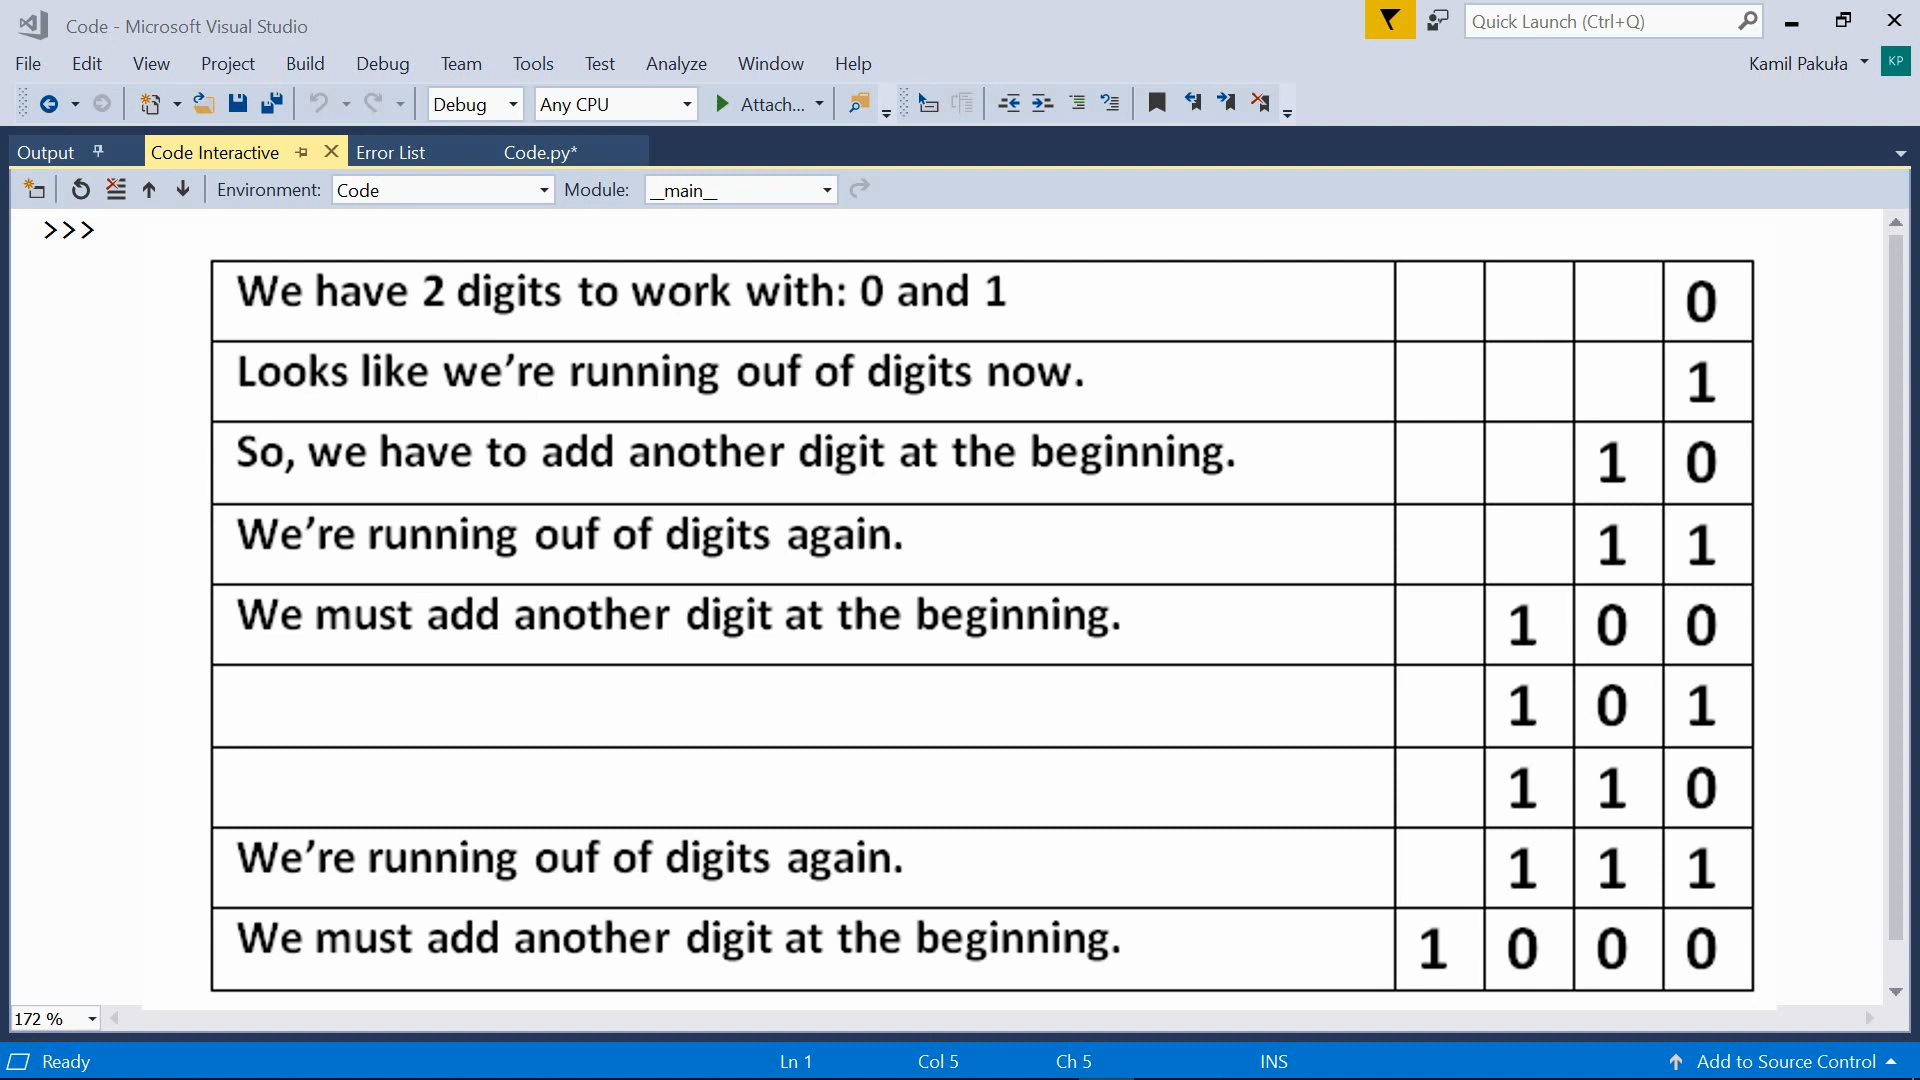 Code - Microsoft Visual Studio
Quick Launch (Ctrl+Q)
File Edit View Project Build Debug Team Tools Test Analyze Window Help
Kamil Pakuła KP
Debug Any CPU Attach...
Output Code Interactive Error List Code.py*
Environment: Code Module: __main__
>>>
We have 2 digits to work with: 0 and 1 0
Looks like we're running ouf of digits now. 1
So, we have to add another digit at the beginning. 1 0
We're running ouf of digits again. 1 1
We must add another digit at the beginning. 1 0 0
1 0 1
1 1 0
We're running ouf of digits again. 1 1 1
We must add another digit at the beginning. 1 0 0 0
172 %
Ready Ln 1 Col 5 Ch 5 INS Add to Source Control